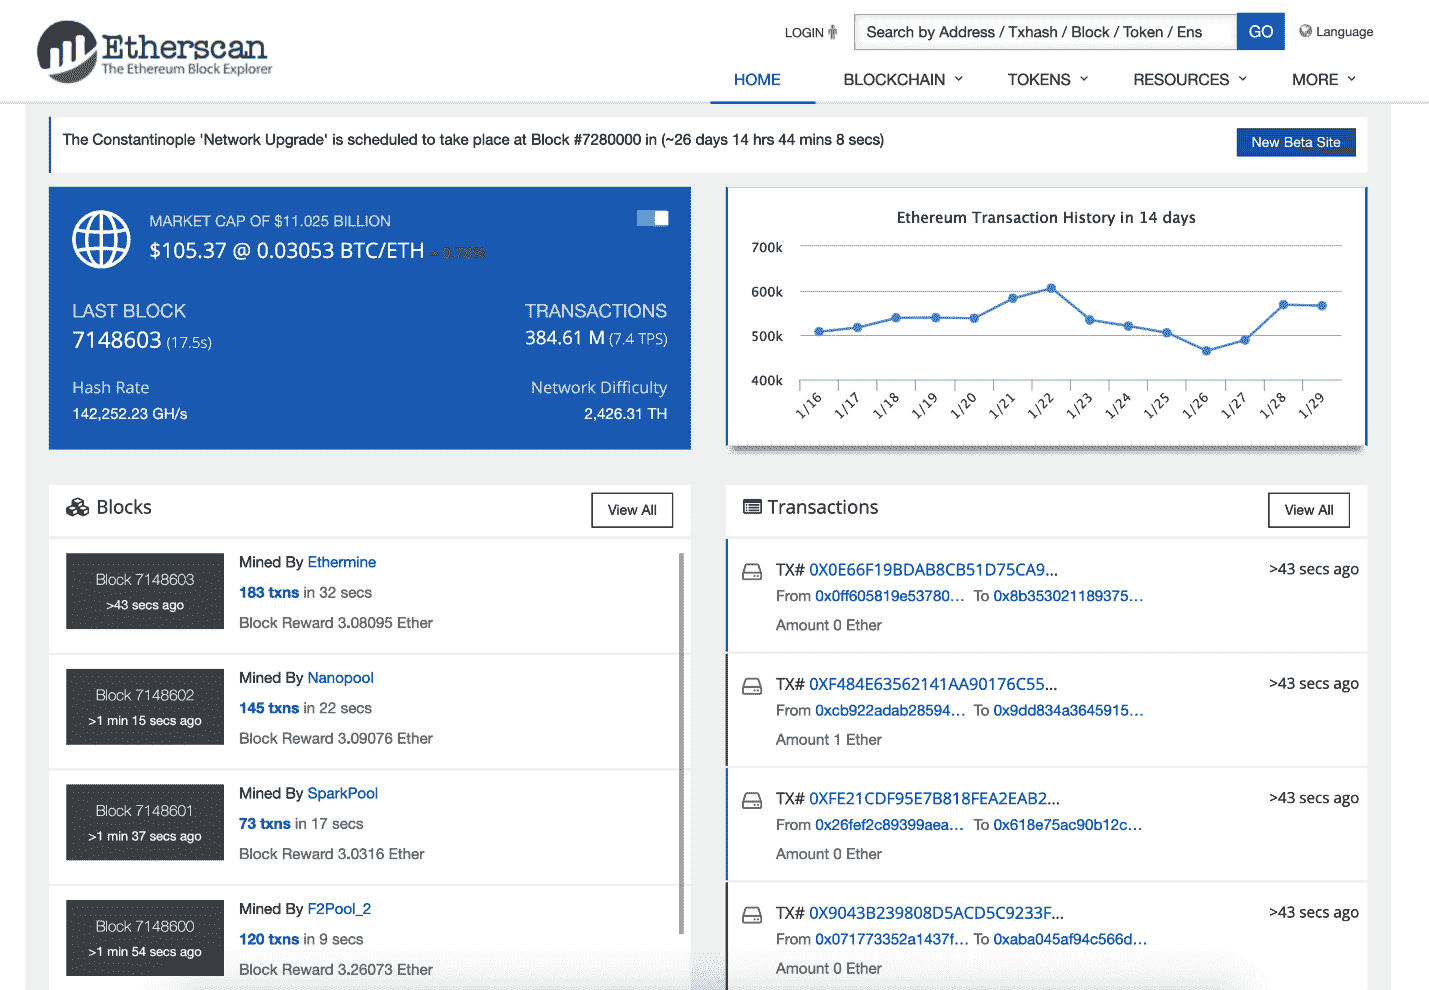 Etherscan
The Ethereum Block Explorer
LOGIN
Search by Address / Txhash / Block / Token / Ens
GO
Language
HOME
BLOCKCHAIN
TOKENS
RESOURCES
MORE
The Constantinople 'Network Upgrade' is scheduled to take place at Block #7280000 in (~26 days 14 hrs 44 mins 8 secs)
New Beta Site
MARKET CAP OF $11.025 BILLION
$105.37 @ 0.03053 BTC/ETH
LAST BLOCK
7148603 (17.5s)
TRANSACTIONS
384.61 M (7.4 TPS)
Hash Rate
142,252.23 GH/s
Network Difficulty
2,426.31 TH
Ethereum Transaction History in 14 days
700k
600k
500k
400k
1/16 1/17 1/18 1/19 1/20 1/21 1/22 1/23 1/24 1/25 1/26 1/27 1/28 1/29
Blocks
View All
Block 7148603
>43 secs ago
Mined By Ethermine
183 txns in 32 secs
Block Reward 3.08095 Ether
Block 7148602
>1 min 15 secs ago
Mined By Nanopool
145 txns in 22 secs
Block Reward 3.09076 Ether
Block 7148601
>1 min 37 secs ago
Mined By SparkPool
73 txns in 17 secs
Block Reward 3.0316 Ether
Block 7148600
>1 min 54 secs ago
Mined By F2Pool_2
120 txns in 9 secs
Block Reward 3.26073 Ether
Transactions
View All
TX# 0X0E66F19BDAB8CB51D75CA9...
>43 secs ago
From 0x0ff605819e53780... To 0x8b353021189375...
Amount 0 Ether
TX# 0XF484E63562141AA90176C55...
>43 secs ago
From 0xcb922adab28594... To 0x9dd834a3645915...
Amount 1 Ether
TX# 0XFE21CDF95E7B818FEA2EAB2...
>43 secs ago
From 0x26fef2c89399aea... To 0x618e75ac90b12c...
Amount 0 Ether
TX# 0X9043B239808D5ACD5C9233F...
>43 secs ago
From 0x071773352a1437f... To 0xaba045af94c566d...
Amount 0 Ether